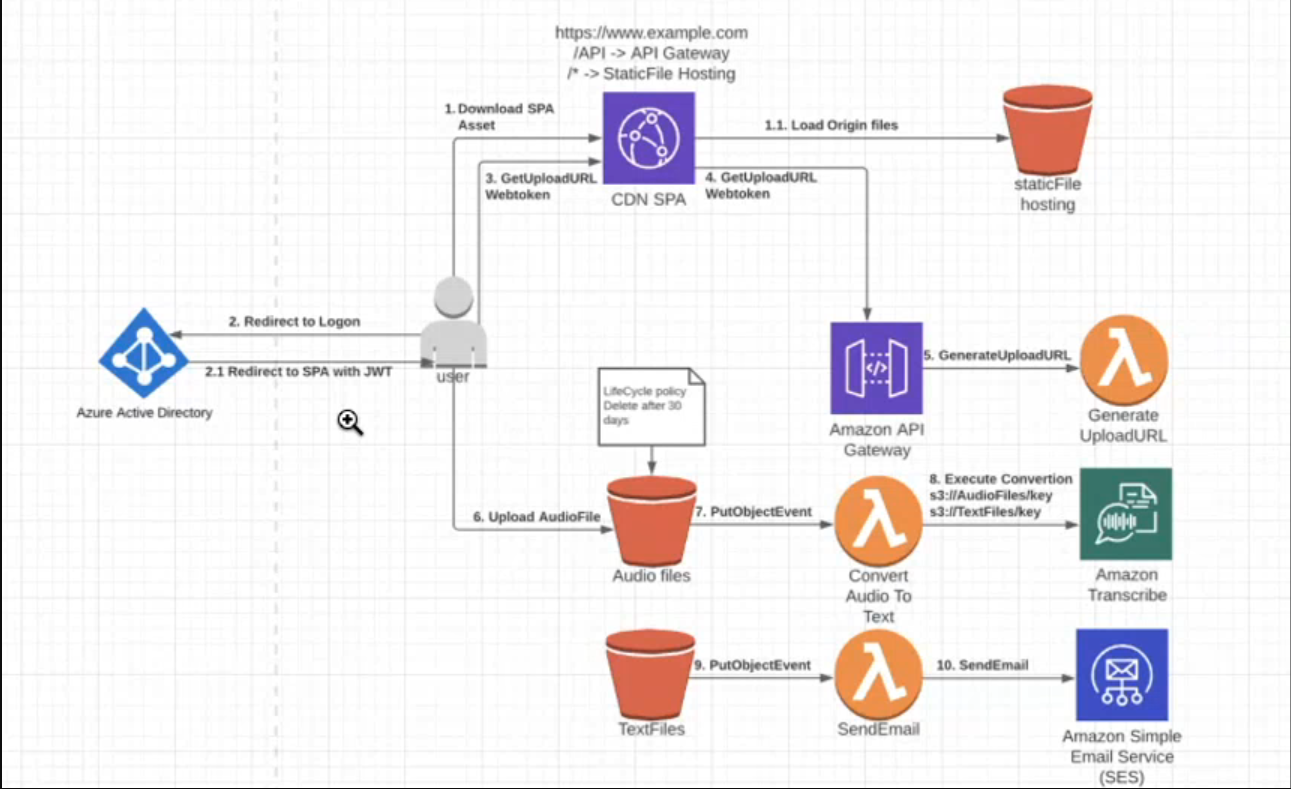 https://www.example.com
/API -> API Gateway
/* -> StaticFile Hosting
1. Download SPA
Asset
1.1. Load Origin files
3. GetUploadURL
Webtoken
4. GetUploadURL
Webtoken
CDN SPA
staticFile
hosting
2. Redirect to Logon
2.1 Redirect to SPA with JWT
user
Azure Active Directory
5. GenerateUploadURL
Amazon API
Gateway
Generate
UploadURL
LifeCycle policy
Delete after 30
days
6. Upload AudioFile
7. PutObjectEvent
8. Execute Convertion
s3://AudioFiles/key
s3://TextFiles/key
Audio files
Convert
Audio To
Text
Amazon
Transcribe
9. PutObjectEvent
10. SendEmail
TextFiles
SendEmail
Amazon Simple
Email Service
(SES)